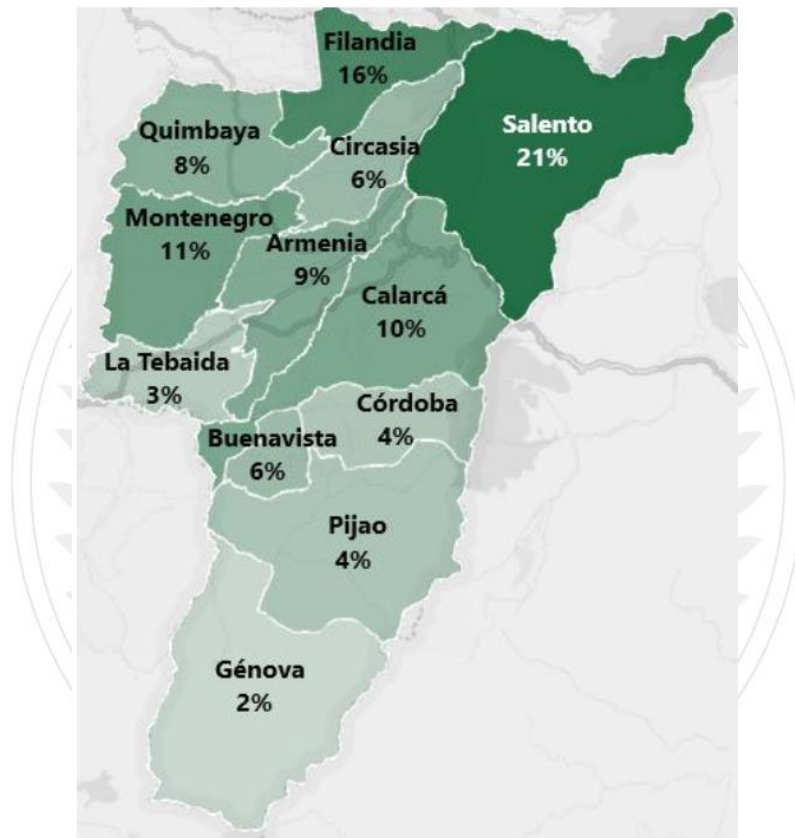 Filandia
16%
Salento
21%
Quimbaya
8%
Circasia
6%
Montenegro
11%
Armenia
9%
Calarcá
10%
La Tebaida
3%
Córdoba
4%
Buenavista
6%
Pijao
4%
Génova
2%